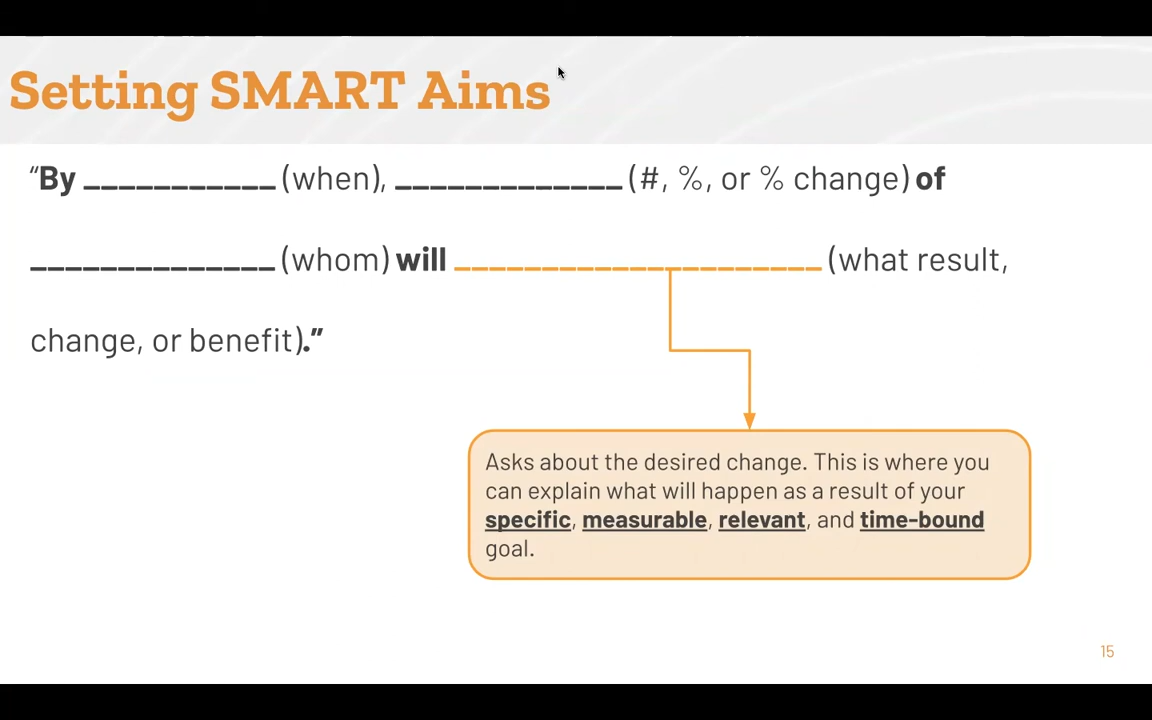 Setting SMART Aims
“By ___________ (when), _____________ (#, %, or % change) of
______________ (whom) will _____________________ (what result,
change, or benefit).”
Asks about the desired change. This is where you
can explain what will happen as a result of your
specific, measurable, relevant, and time-bound
goal.
15